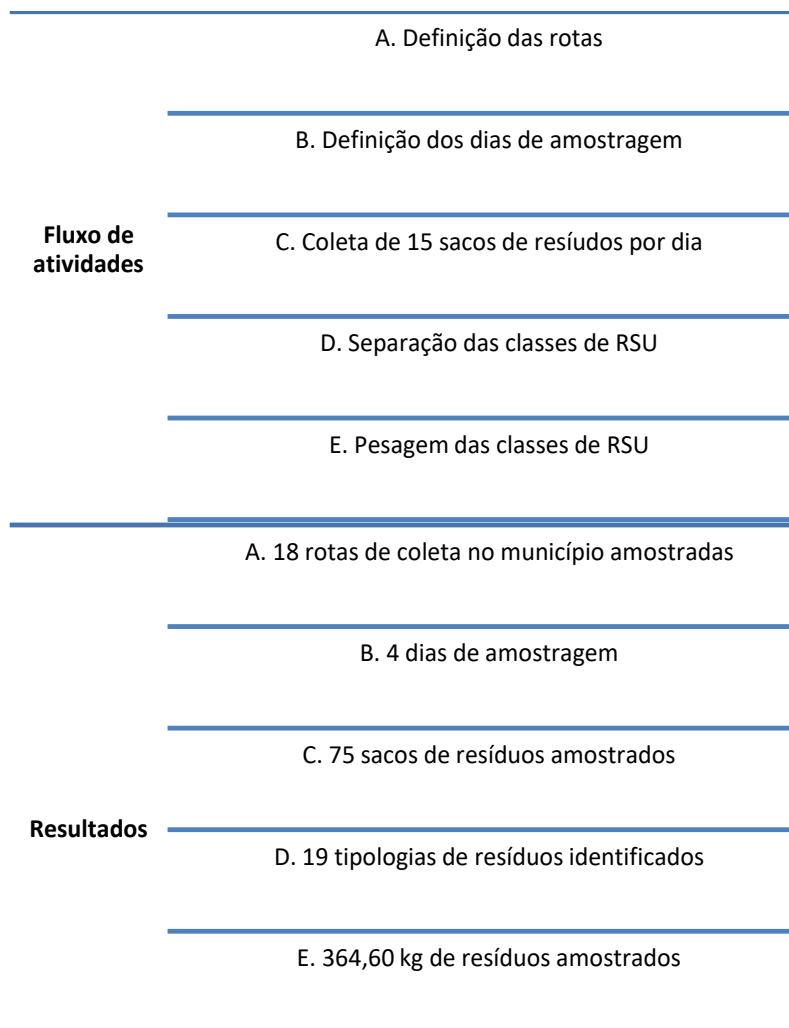 A. Definição das rotas
B. Definição dos dias de amostragem
Fluxo de
atividades
C. Coleta de 15 sacos de resíudos por dia
D. Separação das classes de RSU
E. Pesagem das classes de RSU
A. 18 rotas de coleta no município amostradas
B. 4 dias de amostragem
C. 75 sacos de resíduos amostrados
Resultados
D. 19 tipologias de resíduos identificados
E. 364,60 kg de resíduos amostrados